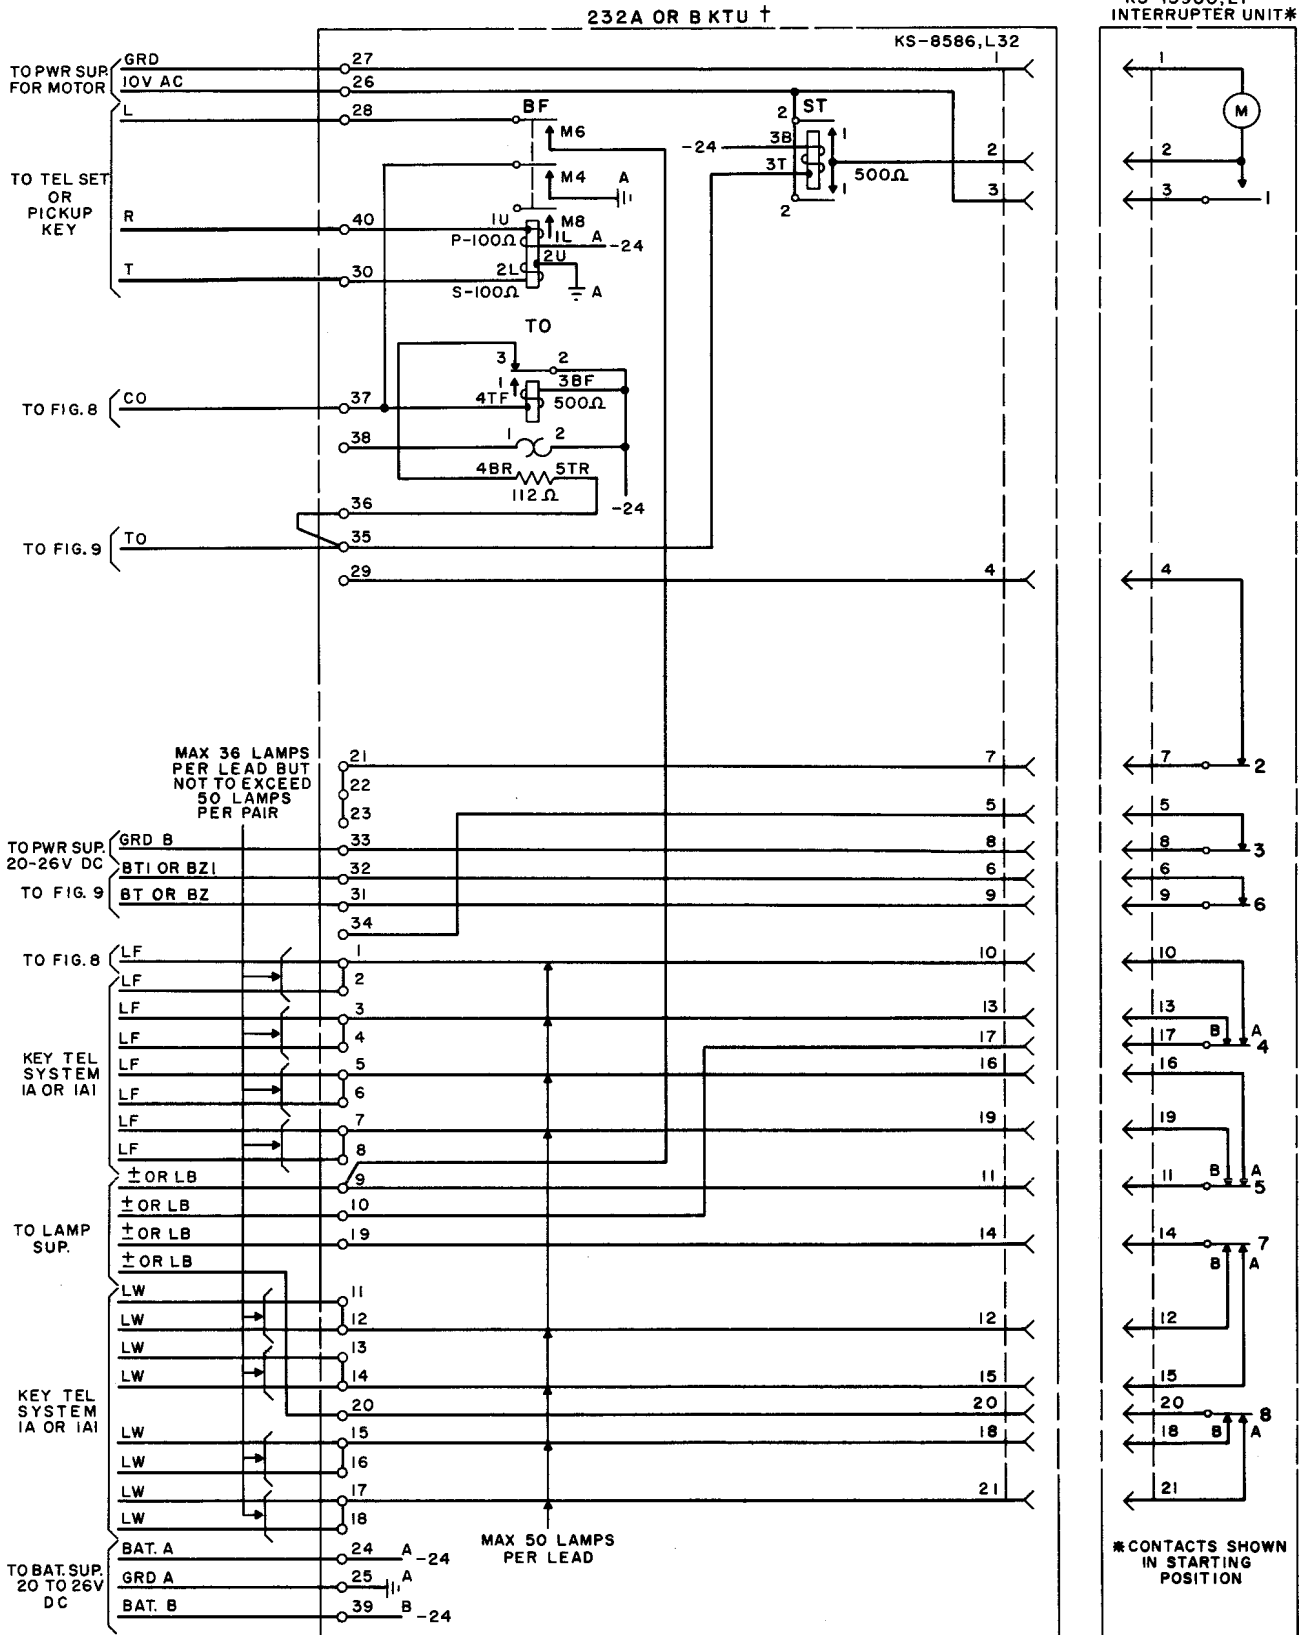 232A OR B KTU †
INTERRUPTER UNIT*
KS-8586,L32
TO PWR SUP.
FOR MOTOR
GRD
27
1
1
10V AC
26
L
28
BF
M6
2
ST
1
M
-24
3B
2
2
3T
500Ω
3
3
1
1
2
TO TEL SET
OR
PICKUP
KEY
M4
A
R
40
1U
M8
P-100Ω
1L
A
-24
2U
T
30
2L
S-100Ω
A
TO
3
2
1
3BF
TO FIG. 8
CO
37
4TF
500Ω
38
1
2
4BR
5TR
112Ω
36
-24
TO FIG. 9
TO
35
29
4
4
MAX 36 LAMPS
PER LEAD BUT
NOT TO EXCEED
50 LAMPS
PER PAIR
21
7
7
2
22
23
5
5
TO PWR SUP.
20-26V DC
GRD B
33
8
8
3
BT1 OR BZ1
32
6
6
TO FIG. 9
BT OR BZ
31
9
9
6
34
TO FIG. 8
LF
1
10
10
LF
2
LF
3
13
13
LF
4
17
17
B
A
4
KEY TEL
SYSTEM
1A OR 1A1
LF
5
16
16
LF
6
LF
7
19
19
LF
8
± OR LB
9
11
11
B
A
5
± OR LB
10
TO LAMP
SUP.
± OR LB
19
14
14
7
B
A
± OR LB
LW
11
LW
12
12
12
LW
13
LW
14
15
15
KEY TEL
SYSTEM
1A OR 1A1
20
20
20
8
LW
15
18
18
B
A
LW
16
LW
17
21
21
LW
18
MAX 50 LAMPS
PER LEAD
TO BAT. SUP.
20 TO 26V
DC
BAT. A
24
A
-24
GRD A
25
A
BAT. B
39
B
-24
*CONTACTS SHOWN
IN STARTING
POSITION